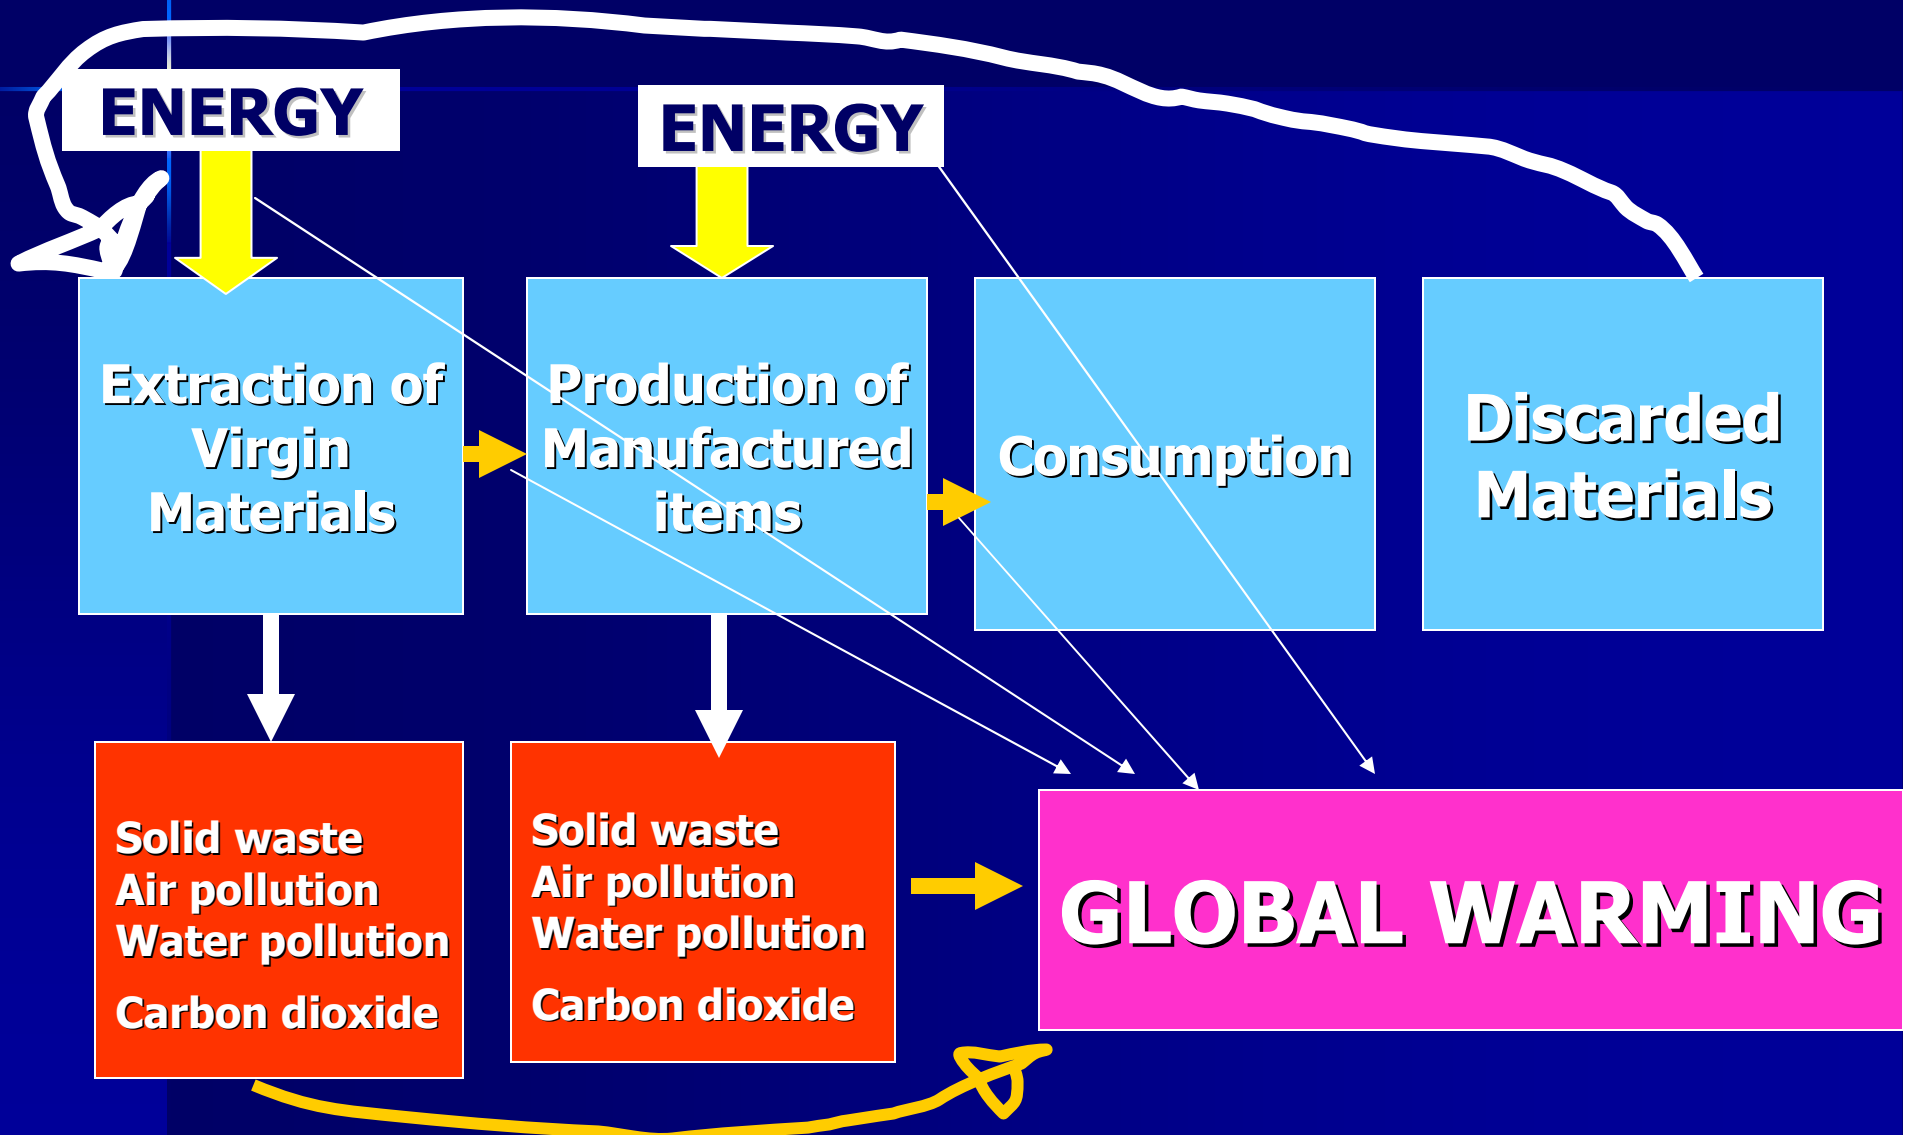 ENERGY
ENERGY
Extraction of
Virgin
Materials
Production of
Manufactured
items
Consumption
Discarded
Materials
Solid waste
Air pollution
Water pollution
Carbon dioxide
Solid waste
Air pollution
Water pollution
Carbon dioxide
GLOBAL WARMING